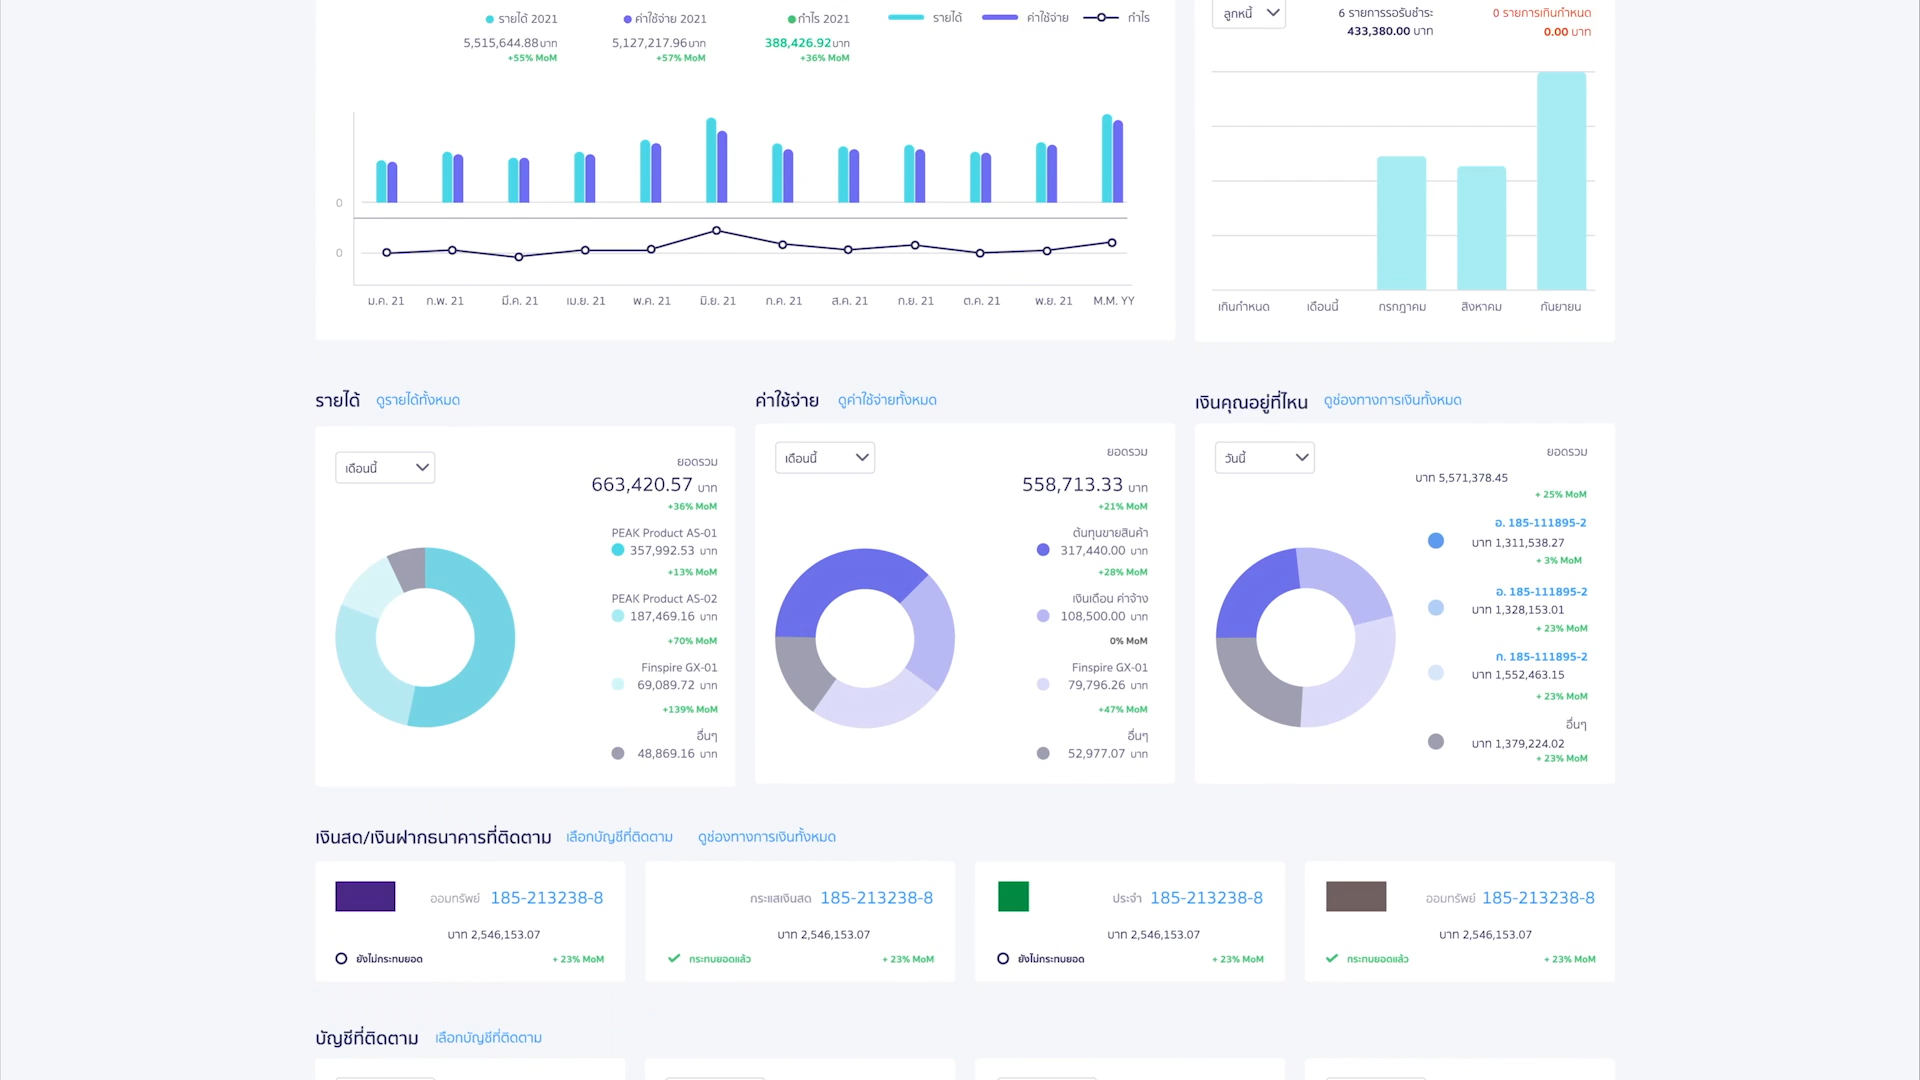 รายได้ 2021
5,515,644.88บาท
+55% MoM
ค่าใช้จ่าย 2021
5,127,217.96บาท
+57% MoM
กำไร 2021
388,426.92บาท
+36% MoM
รายได้ ค่าใช้จ่าย กำไร
0
0
ม.ค. 21 ก.พ. 21 มี.ค. 21 เม.ย. 21 พ.ค. 21 มิ.ย. 21 ก.ค. 21 ส.ค. 21 ก.ย. 21 ต.ค. 21 พ.ย. 21 M.M. YY
ลูกหนี้
6 รายการรอรับชำระ
433,380.00 บาท
0 รายการเกินกำหนด
0.00 บาท
เกินกำหนด เดือนนี้ กรกฎาคม สิงหาคม กันยายน
รายได้ ดูรายได้ทั้งหมด
เดือนนี้
ยอดรวม
663,420.57 บาท
+36% MoM
PEAK Product AS-01
357,992.53 บาท
+13% MoM
PEAK Product AS-02
187,469.16 บาท
+70% MoM
Finspire GX-01
69,089.72 บาท
+139% MoM
อื่นๆ
48,869.16 บาท
ค่าใช้จ่าย ดูค่าใช้จ่ายทั้งหมด
เดือนนี้
ยอดรวม
558,713.33 บาท
+21% MoM
ต้นทุนขายสินค้า
317,440.00 บาท
+28% MoM
เงินเดือน ค่าจ้าง
108,500.00 บาท
0% MoM
Finspire GX-01
79,796.26 บาท
+47% MoM
อื่นๆ
52,977.07 บาท
เงินคุณอยู่ที่ไหน ดูช่องทางการเงินทั้งหมด
วันนี้
ยอดรวม
บาท 5,571,378.45
+ 25% MoM
อ. 185-111895-2
บาท 1,311,538.27
+ 3% MoM
อ. 185-111895-2
บาท 1,328,153.01
+ 23% MoM
ก. 185-111895-2
บาท 1,552,463.15
+ 23% MoM
อื่นๆ
บาท 1,379,224.02
+ 23% MoM
เงินสด/เงินฝากธนาคารที่ติดตาม เลือกบัญชีที่ติดตาม ดูช่องทางการเงินทั้งหมด
ออมทรัพย์ 185-213238-8
บาท 2,546,153.07
ยังไม่กระทบยอด + 23% MoM
กระแสเงินสด 185-213238-8
บาท 2,546,153.07
กระทบยอดแล้ว + 23% MoM
ประจำ 185-213238-8
บาท 2,546,153.07
ยังไม่กระทบยอด + 23% MoM
ออมทรัพย์ 185-213238-8
บาท 2,546,153.07
กระทบยอดแล้ว + 23% MoM
บัญชีที่ติดตาม เลือกบัญชีที่ติดตาม